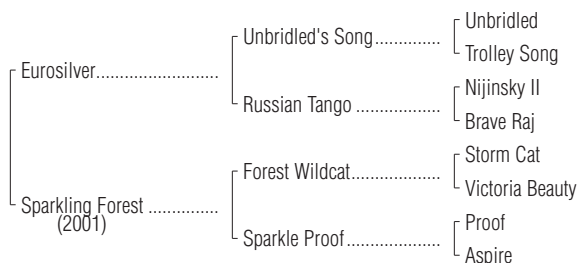 Unbridled
Unbridled's Song..............
Trolley Song
Eurosilver..........................
Nijinsky II
Russian Tango ..................
Brave Raj
Storm Cat
Forest Wildcat...................
Victoria Beauty
Sparkling Forest ...............
(2001)
Proof
Sparkle Proof....................
Aspire